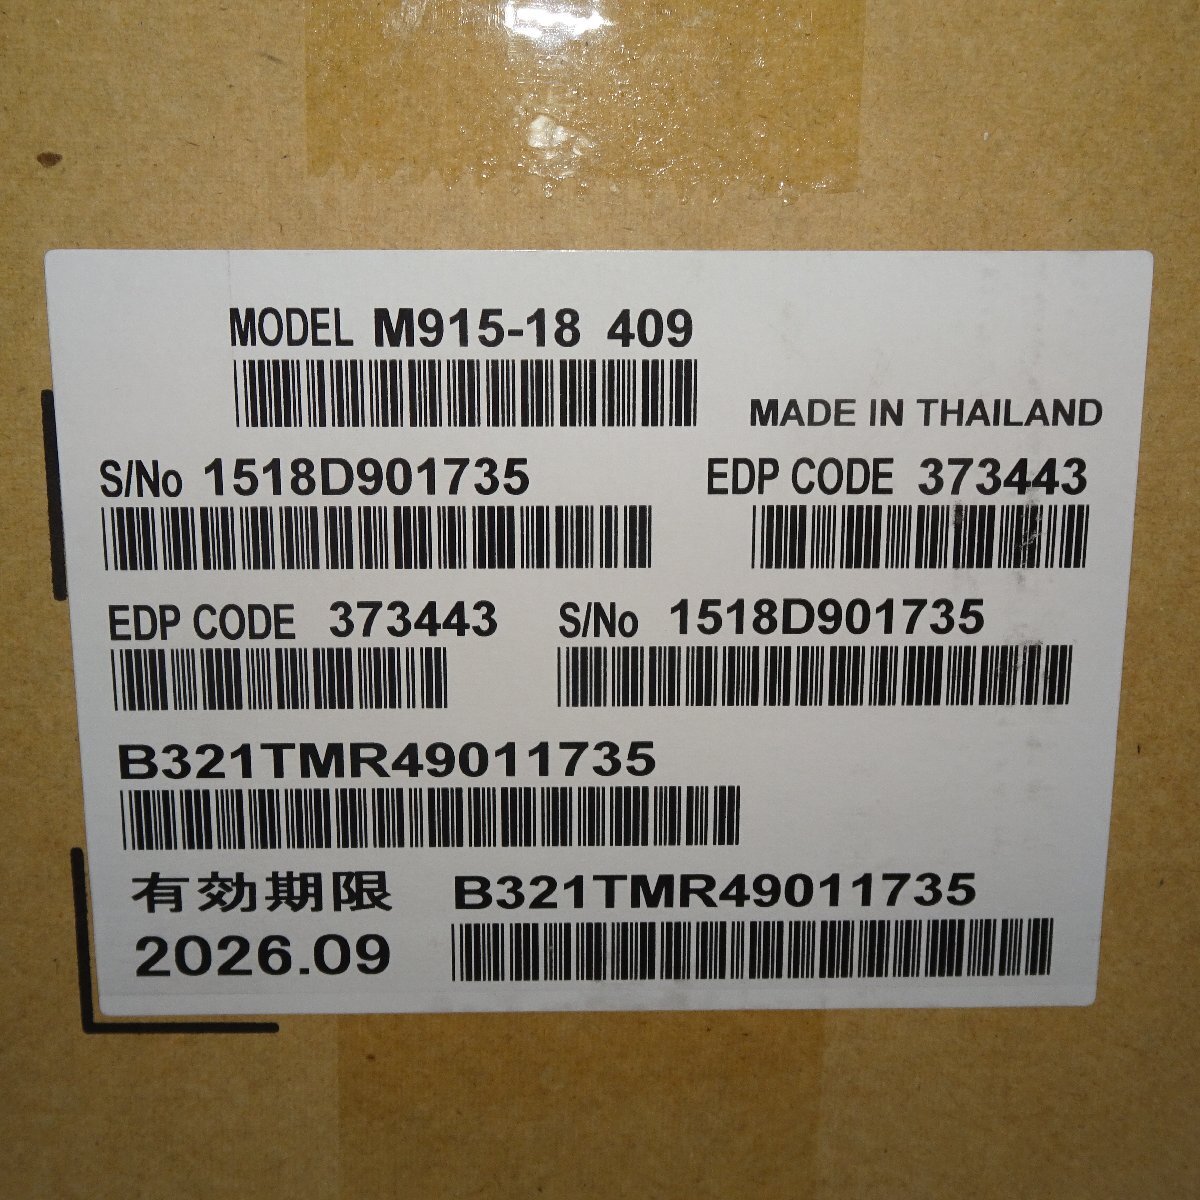 MODEL M915-18 409
MADE IN THAILAND
S/No 1518D901735
EDP CODE 373443
EDP CODE 373443
S/No 1518D901735
B321TMR49011735
有効期限
2026.09
B321TMR49011735